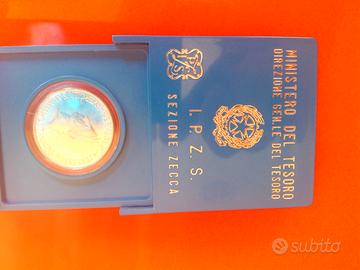 MINISTERO DEL TESORO
DIREZIONE GEN.LE DEL TESORO
I. P. Z. S.
SEZIONE ZECCA
subito